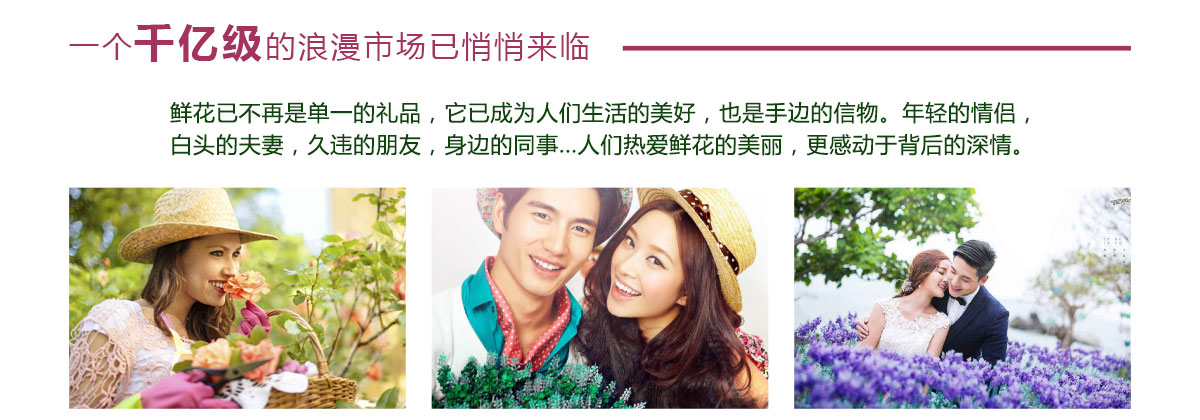 一个千亿级的浪漫市场已悄悄来临
鲜花已不再是单一的礼品，它已成为人们生活的美好，也是手边的信物。年轻的情侣，
白头的夫妻，久违的朋友，身边的同事...人们热爱鲜花的美丽，更感动于背后的深情。